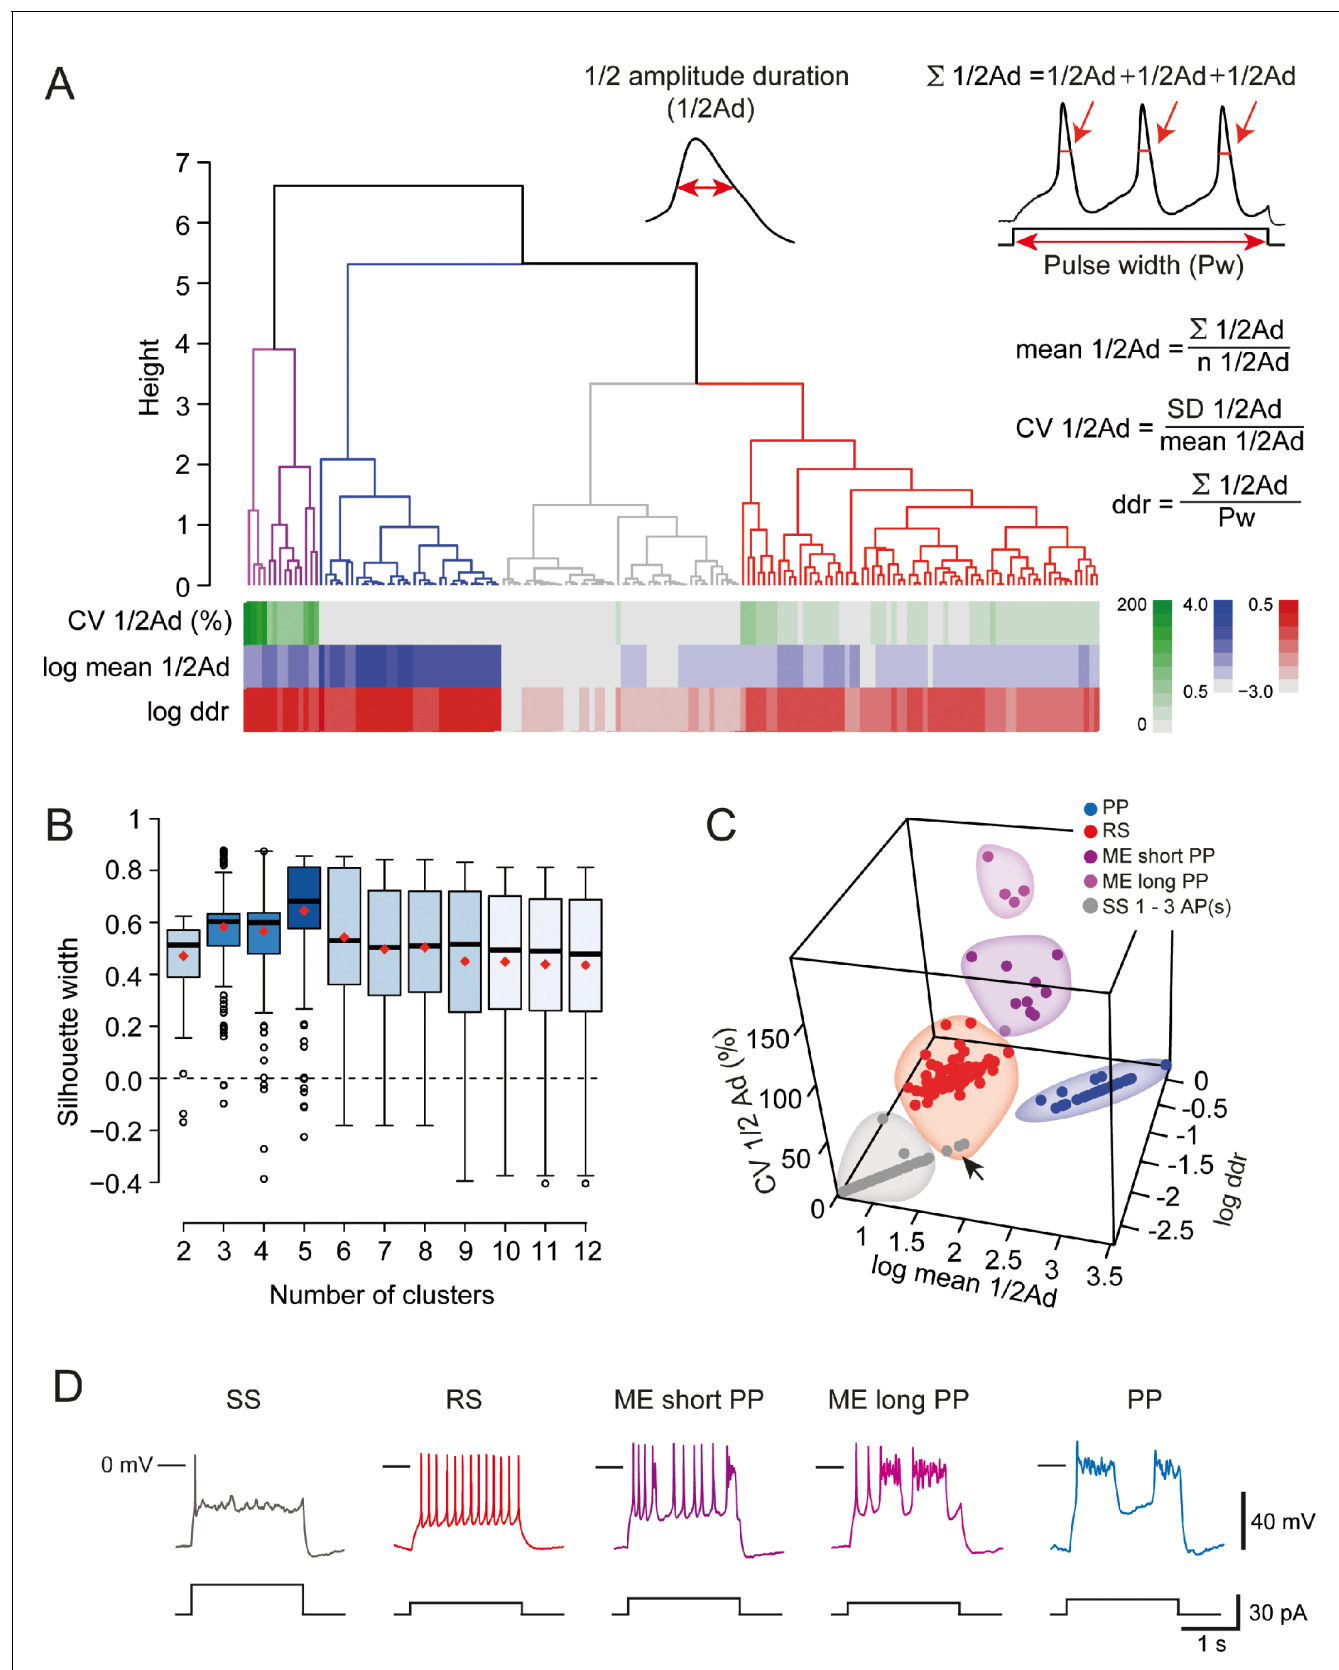 A
1/2 amplitude duration
(1/2Ad)
Σ 1/2Ad =1/2Ad+1/2Ad+1/2Ad
Pulse width (Pw)
mean 1/2Ad = Σ 1/2Ad
n 1/2Ad
CV 1/2Ad = SD 1/2Ad
mean 1/2Ad
ddr = Σ 1/2Ad
Pw
Height
7
6
5
4
3
2
1
0
CV 1/2Ad (%)
log mean 1/2Ad
log ddr
200
0
4.0
0.5
0.5
−3.0
B
Silhouette width
1
0.8
0.6
0.4
0.2
0.0
−0.2
−0.4
2 3 4 5 6 7 8 9 10 11 12
Number of clusters
C
PP
RS
ME short PP
ME long PP
SS 1 - 3 AP(s)
CV 1/2 Ad (%)
150
100
50
0
1 1.5 2 2.5 3 3.5
log mean 1/2Ad
0
-0.5
-1
-1.5
-2
-2.5
log ddr
D
SS RS ME short PP ME long PP PP
0 mV
40 mV
30 pA
1 s